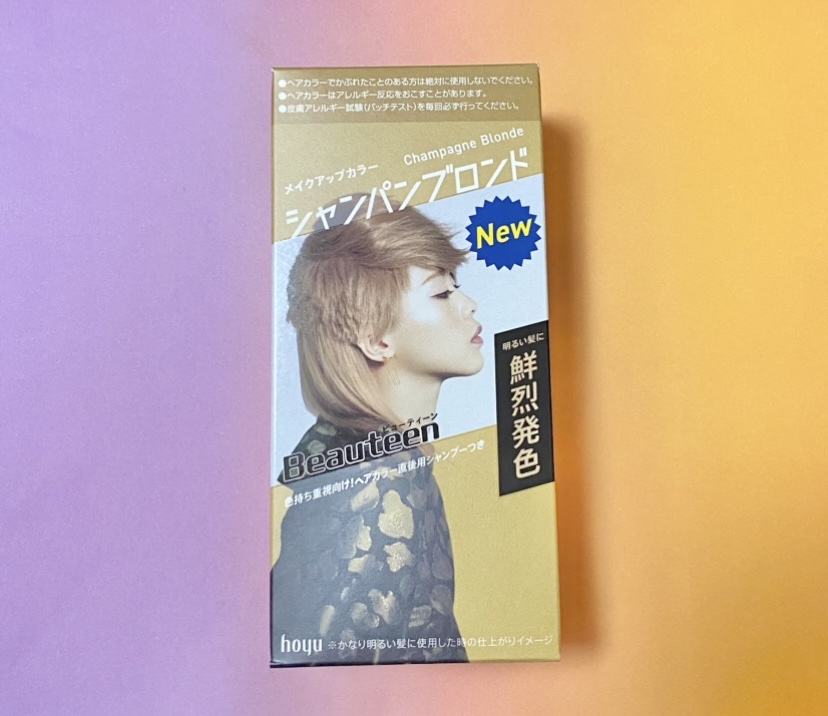 ●ヘアカラーでかぶれたことのある方は絶対に使用しないでください。
●ヘアカラーはアレルギー反応をおこすことがあります。
●皮膚アレルギー試験(パッチテスト)を毎回必ず行ってください。
Champagne Blonde
メイクアップカラー
シャンパンブロンド
New
明るい髪に
鮮烈発色
ビューティーン
Beauteen
色持ち重視向け!ヘアカラー直後用シャンプーつき
hoyu ※かなり明るい髪に使用した時の仕上がりイメージ